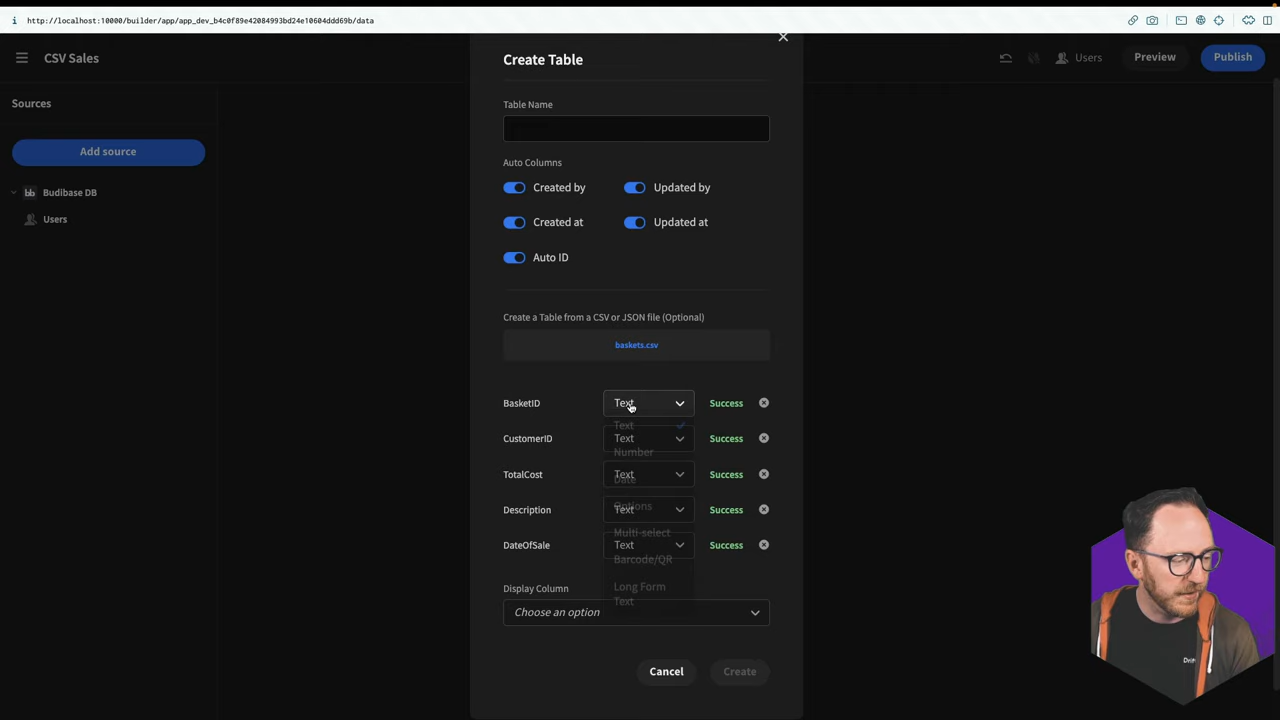 http://localhost:10000/builder/app/app_dev_b4c0f89e42084993bd24e10604ddd69b/data
CSV Sales
Users
Preview
Publish
Sources
Add source
Budibase DB
Users
Create Table
Table Name
Auto Columns
Created by
Updated by
Created at
Updated at
Auto ID
Create a Table from a CSV or JSON file (Optional)
baskets.csv
BasketID
Text
Success
Text
CustomerID
Text
Success
Number
TotalCost
Text
Success
Date
Options
Description
Text
Success
Multi-select
DateOfSale
Text
Success
Barcode/QR
Long Form
Text
Display Column
Choose an option
Cancel
Create